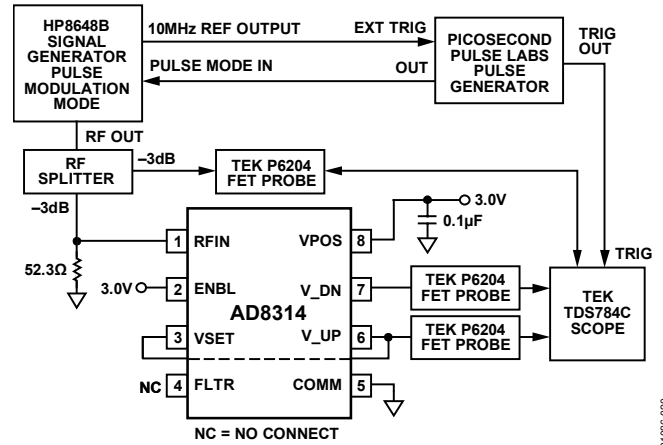 HP8648B
SIGNAL
GENERATOR
PULSE
MODULATION
MODE
10MHz REF OUTPUT
EXT TRIG
PULSE MODE IN
OUT
PICOSECOND
PULSE LABS
PULSE
GENERATOR
TRIG
OUT
RF OUT
RF
SPLITTER
–3dB
–3dB
TEK P6204
FET PROBE
3.0V
0.1µF
52.3Ω
3.0V
1
RFIN
2
ENBL
3
VSET
4
FLTR
NC
AD8314
VPOS
8
V_DN
7
V_UP
6
COMM
5
TEK P6204
FET PROBE
TEK P6204
FET PROBE
TRIG
TEK
TDS784C
SCOPE
NC = NO CONNECT